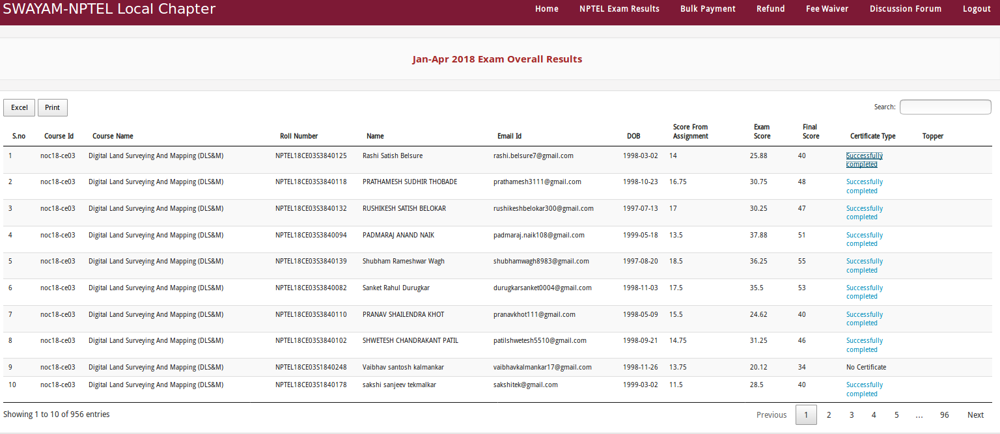 SWAYAM-NPTEL Local Chapter
Home NPTEL Exam Results Bulk Payment Refund Fee Waiver Discussion Forum Logout
Jan-Apr 2018 Exam Overall Results
Excel Print Search:
S.no Course Id Course Name Roll Number Name Email Id DOB Score From Assignment Exam Score Final Score Certificate Type Topper
1 noc18-ce03 Digital Land Surveying And Mapping (DLS&M) NPTEL18CE03S3840125 Rashi Satish Belsure rashi.belsure7@gmail.com 1998-03-02 14 25.88 40 Successfully completed
2 noc18-ce03 Digital Land Surveying And Mapping (DLS&M) NPTEL18CE03S3840118 PRATHAMESH SUDHIR THOBADE prathamesh3111@gmail.com 1998-10-23 16.75 30.75 48 Successfully completed
3 noc18-ce03 Digital Land Surveying And Mapping (DLS&M) NPTEL18CE03S3840132 RUSHIKESH SATISH BELOKAR rushikeshbelokar300@gmail.com 1997-07-13 17 30.25 47 Successfully completed
4 noc18-ce03 Digital Land Surveying And Mapping (DLS&M) NPTEL18CE03S3840094 PADMARAJ ANAND NAIK padmaraj.naik108@gmail.com 1999-05-18 13.5 37.88 51 Successfully completed
5 noc18-ce03 Digital Land Surveying And Mapping (DLS&M) NPTEL18CE03S3840139 Shubham Rameshwar Wagh shubhamwagh8983@gmail.com 1997-08-20 18.5 36.25 55 Successfully completed
6 noc18-ce03 Digital Land Surveying And Mapping (DLS&M) NPTEL18CE03S3840082 Sanket Rahul Durugkar durugkarsanket0004@gmail.com 1998-11-03 17.5 35.5 53 Successfully completed
7 noc18-ce03 Digital Land Surveying And Mapping (DLS&M) NPTEL18CE03S3840110 PRANAV SHAILENDRA KHOT pranavkhot111@gmail.com 1998-05-09 15.5 24.62 40 Successfully completed
8 noc18-ce03 Digital Land Surveying And Mapping (DLS&M) NPTEL18CE03S3840102 SHWETESH CHANDRAKANT PATIL patilshwetesh5510@gmail.com 1998-09-21 14.75 31.25 46 Successfully completed
9 noc18-ce03 Digital Land Surveying And Mapping (DLS&M) NPTEL18CE03S1840248 Vaibhav santosh kalmankar vaibhavkalmankar17@gmail.com 1998-11-26 13.75 20.12 34 No Certificate
10 noc18-ce03 Digital Land Surveying And Mapping (DLS&M) NPTEL18CE03S1840178 sakshi sanjeev tekmalkar sakshitek@gmail.com 1999-03-02 11.5 28.5 40 Successfully completed
Showing 1 to 10 of 956 entries Previous 1 2 3 4 5 … 96 Next